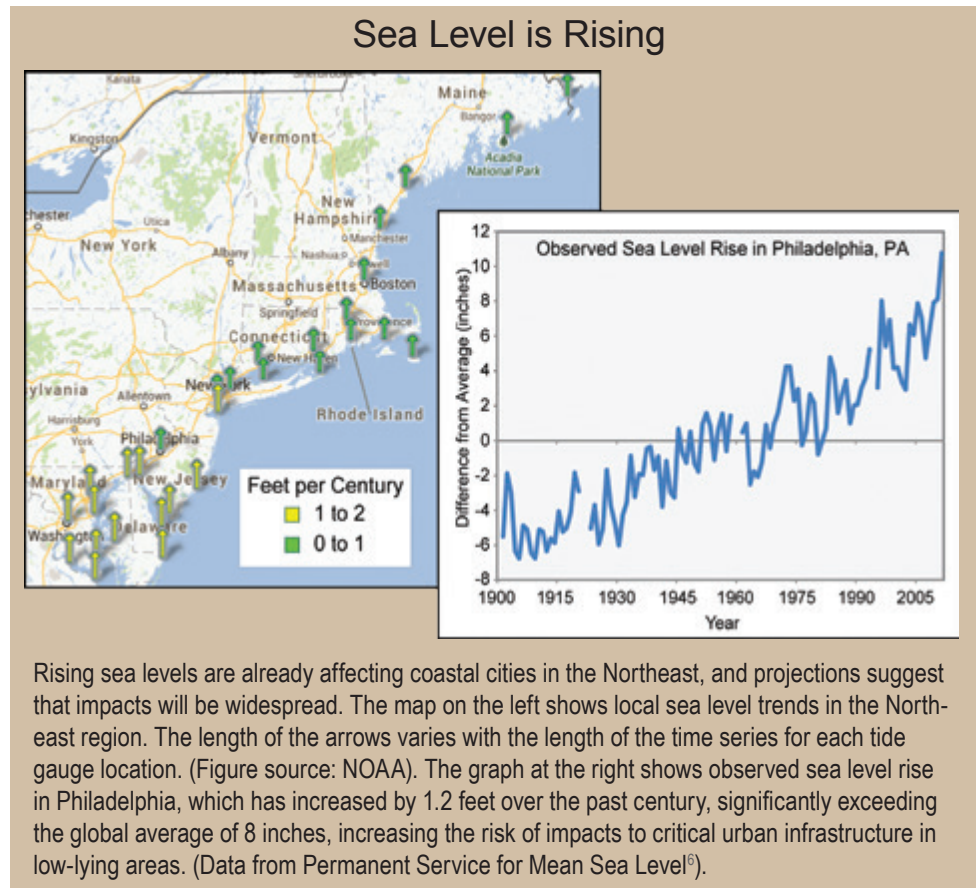 Sea Level is Rising
Kanata
Sherbrooke
Maine
Bangor
Kingston
Vermont
Acadia
National Park
chester
Utica
New York
Albany
New
Hampshire
Manchester
Nashua
Massachusetts
Boston
Springfield
Providence
Connecticut
New Haven
ylvania
Allentown
New York
Rhode Island
Harrisburg
York
Philadelphia
Maryland
New Jersey
Washington
Delaware
Feet per Century
1 to 2
0 to 1
Observed Sea Level Rise in Philadelphia, PA
Difference from Average (inches)
12
10
8
6
4
2
0
-2
-4
-6
-8
1900 1915 1930 1945 1960 1975 1990 2005
Year
Rising sea levels are already affecting coastal cities in the Northeast, and projections suggest
that impacts will be widespread. The map on the left shows local sea level trends in the North-
east region. The length of the arrows varies with the length of the time series for each tide
gauge location. (Figure source: NOAA). The graph at the right shows observed sea level rise
in Philadelphia, which has increased by 1.2 feet over the past century, significantly exceeding
the global average of 8 inches, increasing the risk of impacts to critical urban infrastructure in
low-lying areas. (Data from Permanent Service for Mean Sea Level⁶).